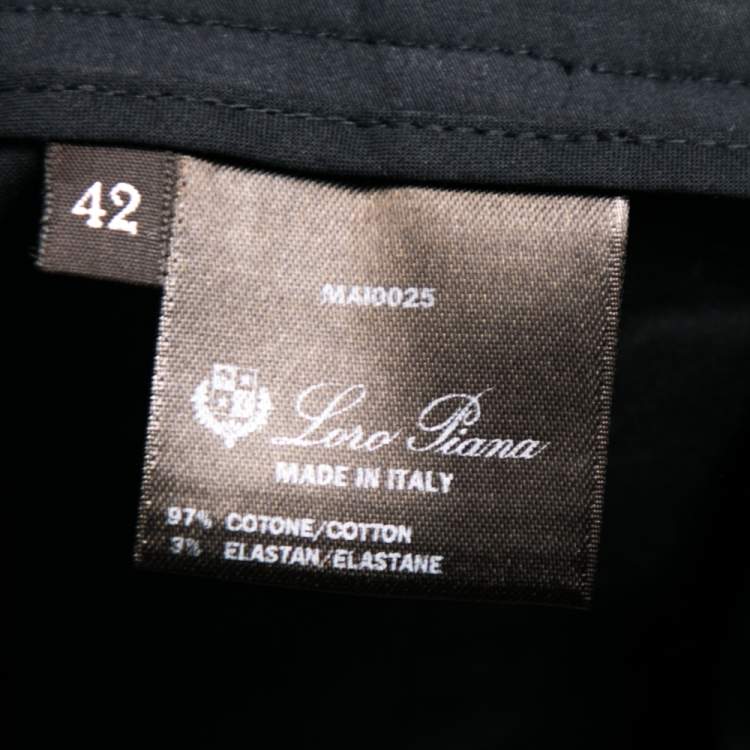 42
MAI0025
Loro Piana
MADE IN ITALY
97% COTONE/COTTON
3% ELASTAN/ELASTANE